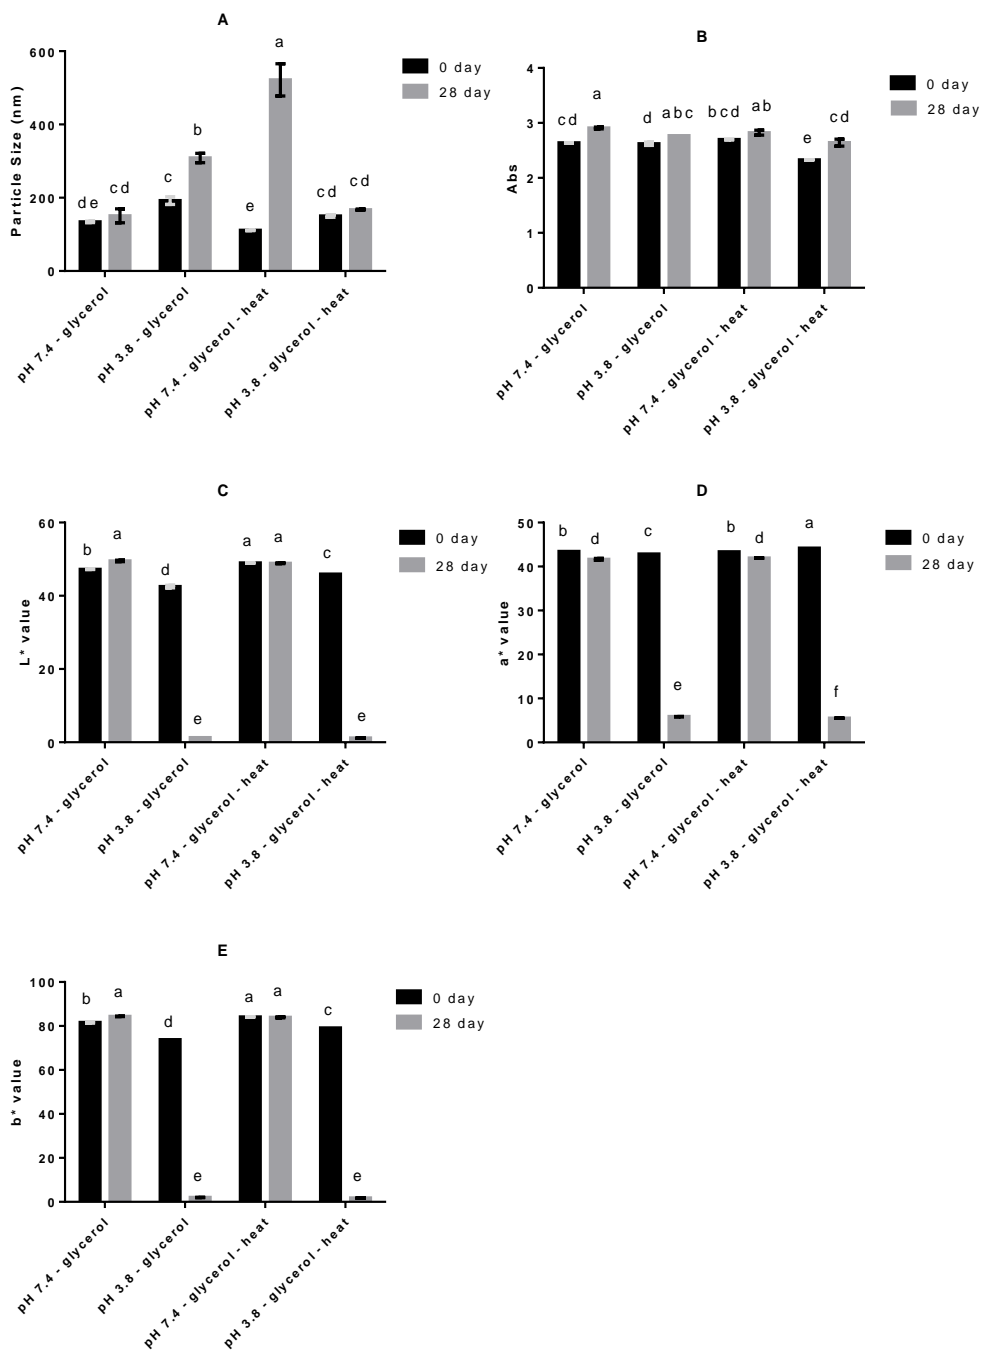 A
600
400
200
0
Particle Size (nm)
de
cd
c
b
e
a
cd
cd
0 day
28 day
pH 7.4 - glycerol
pH 3.8 - glycerol
pH 7.4 - glycerol - heat
pH 3.8 - glycerol - heat
B
4
3
2
1
0
Abs
cd
a
d
abc
bcd
ab
e
cd
0 day
28 day
pH 7.4 - glycerol
pH 3.8 - glycerol
pH 7.4 - glycerol - heat
pH 3.8 - glycerol - heat
C
60
40
20
0
L* value
b
a
d
e
a
a
c
e
0 day
28 day
pH 7.4 - glycerol
pH 3.8 - glycerol
pH 7.4 - glycerol - heat
pH 3.8 - glycerol - heat
D
50
40
30
20
10
0
a* value
b
d
c
e
b
d
a
f
0 day
28 day
pH 7.4 - glycerol
pH 3.8 - glycerol
pH 7.4 - glycerol - heat
pH 3.8 - glycerol - heat
E
100
80
60
40
20
0
b* value
b
a
d
e
a
a
c
e
0 day
28 day
pH 7.4 - glycerol
pH 3.8 - glycerol
pH 7.4 - glycerol - heat
pH 3.8 - glycerol - heat